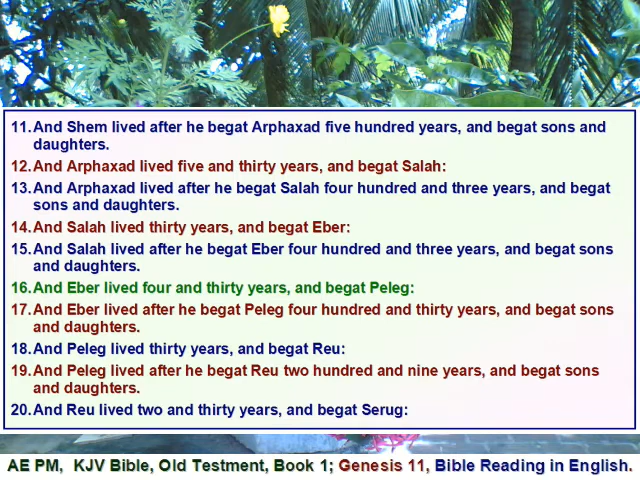 11.And Shem lived after he begat Arphaxad five hundred years, and begat sons and
daughters.
12.And Arphaxad lived five and thirty years, and begat Salah:
13.And Arphaxad lived after he begat Salah four hundred and three years, and begat
sons and daughters.
14.And Salah lived thirty years, and begat Eber:
15.And Salah lived after he begat Eber four hundred and three years, and begat sons
and daughters.
16.And Eber lived four and thirty years, and begat Peleg:
17.And Eber lived after he begat Peleg four hundred and thirty years, and begat sons
and daughters.
18.And Peleg lived thirty years, and begat Reu:
19.And Peleg lived after he begat Reu two hundred and nine years, and begat sons
and daughters.
20.And Reu lived two and thirty years, and begat Serug:
AE PM, KJV Bible, Old Testment, Book 1; Genesis 11, Bible Reading in English.